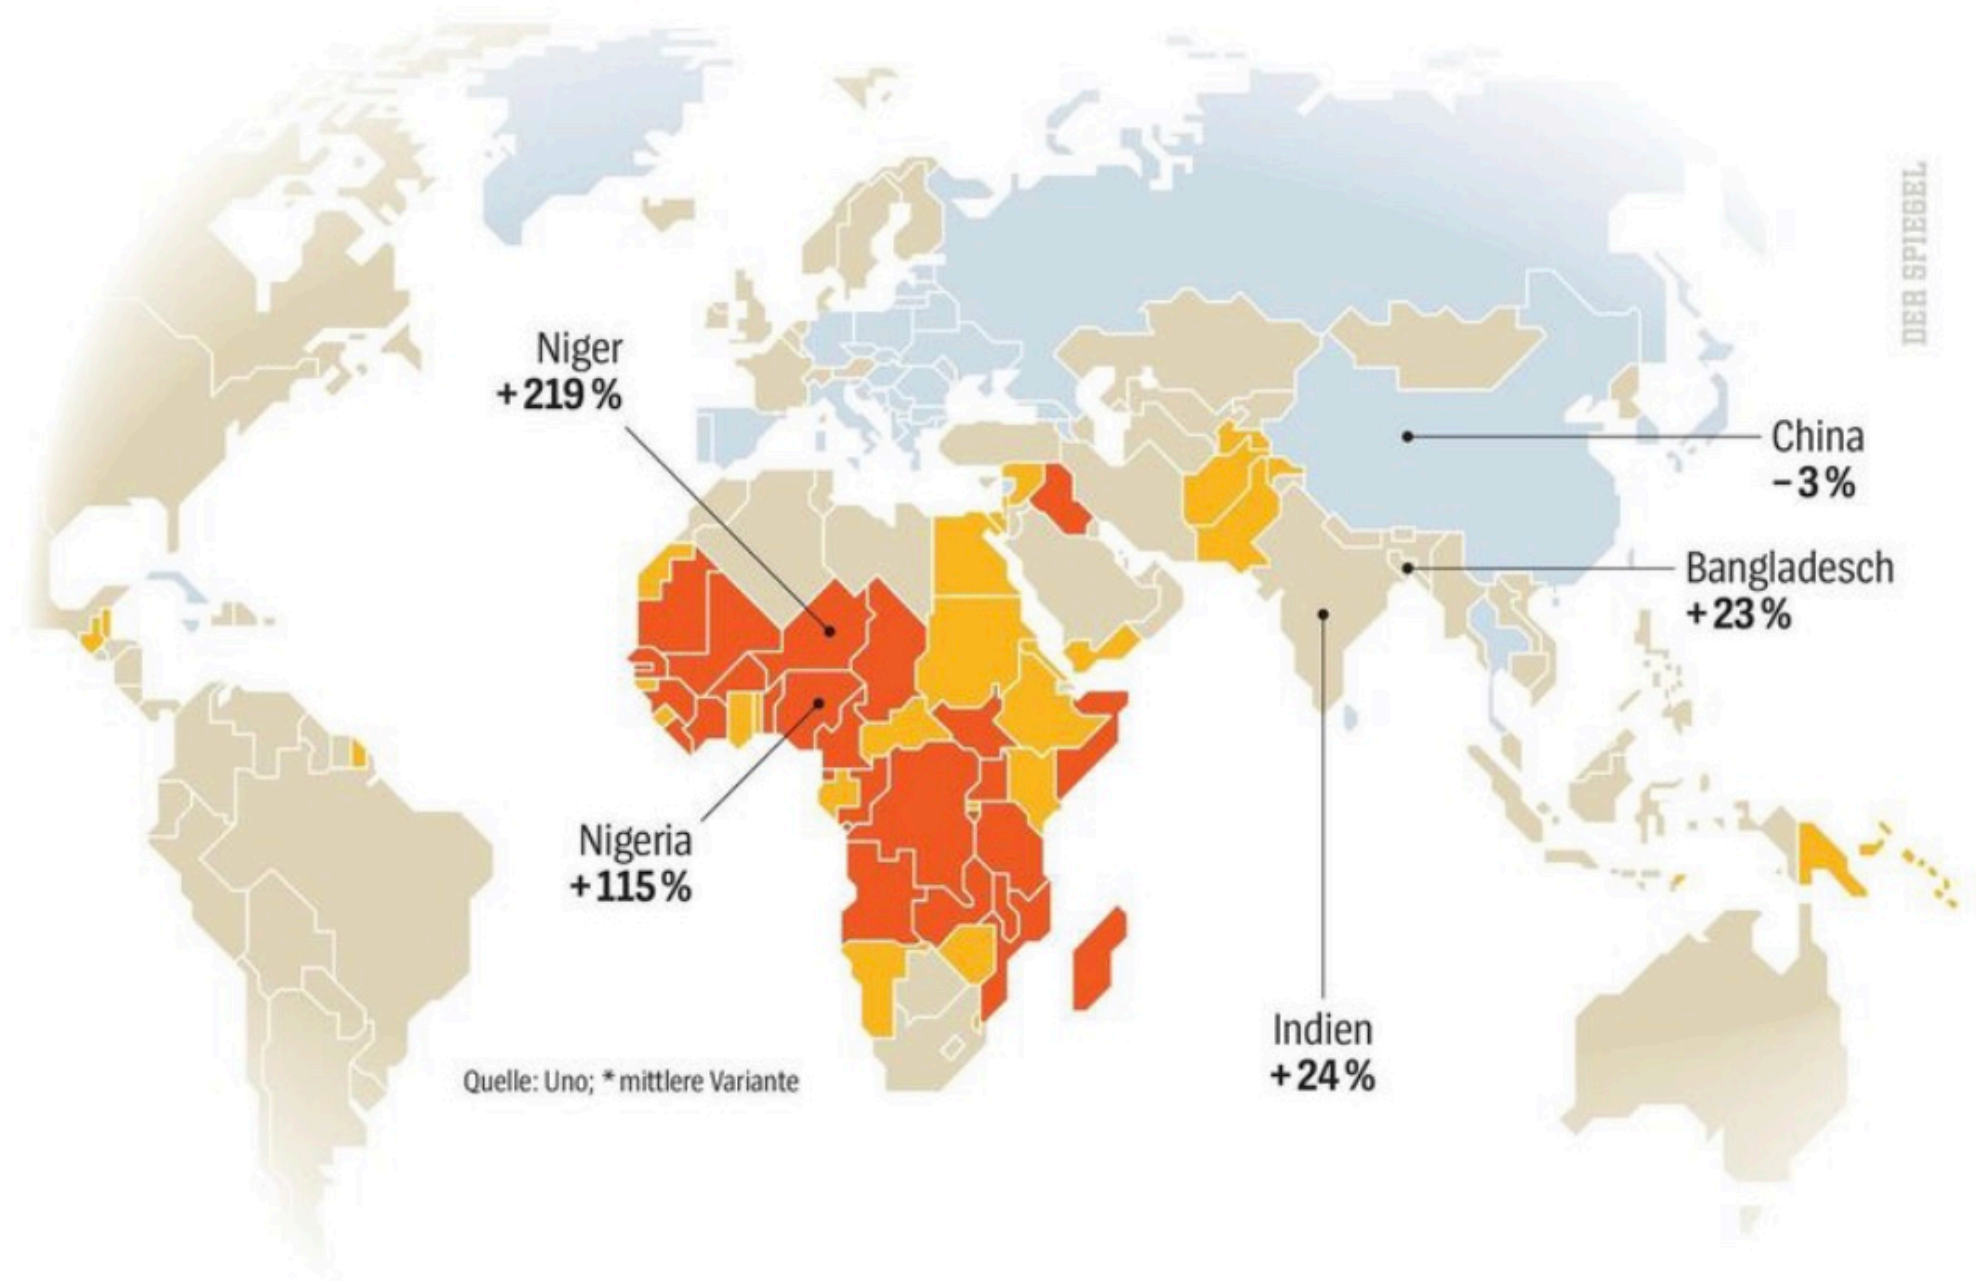 DER SPIEGEL
Niger
+219%
China
–3%
Bangladesch
+23%
Nigeria
+115%
Indien
+24%
Quelle: Uno; * mittlere Variante